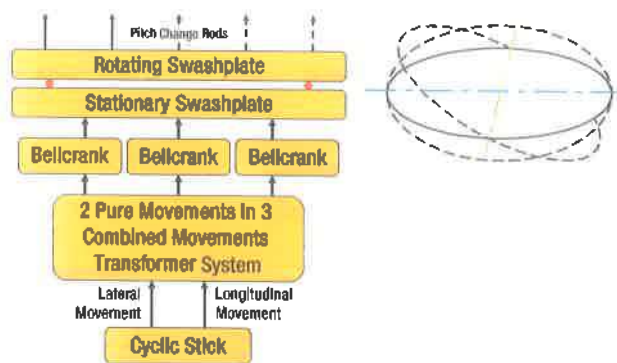 Pitch Change Rods
Rotating Swashplate
Stationary Swashplate
Bellcrank
Bellcrank
Bellcrank
2 Pure Movements In 3
Combined Movements
Transformer System
Lateral
Movement
Longitudinal
Movement
Cyclic Stick